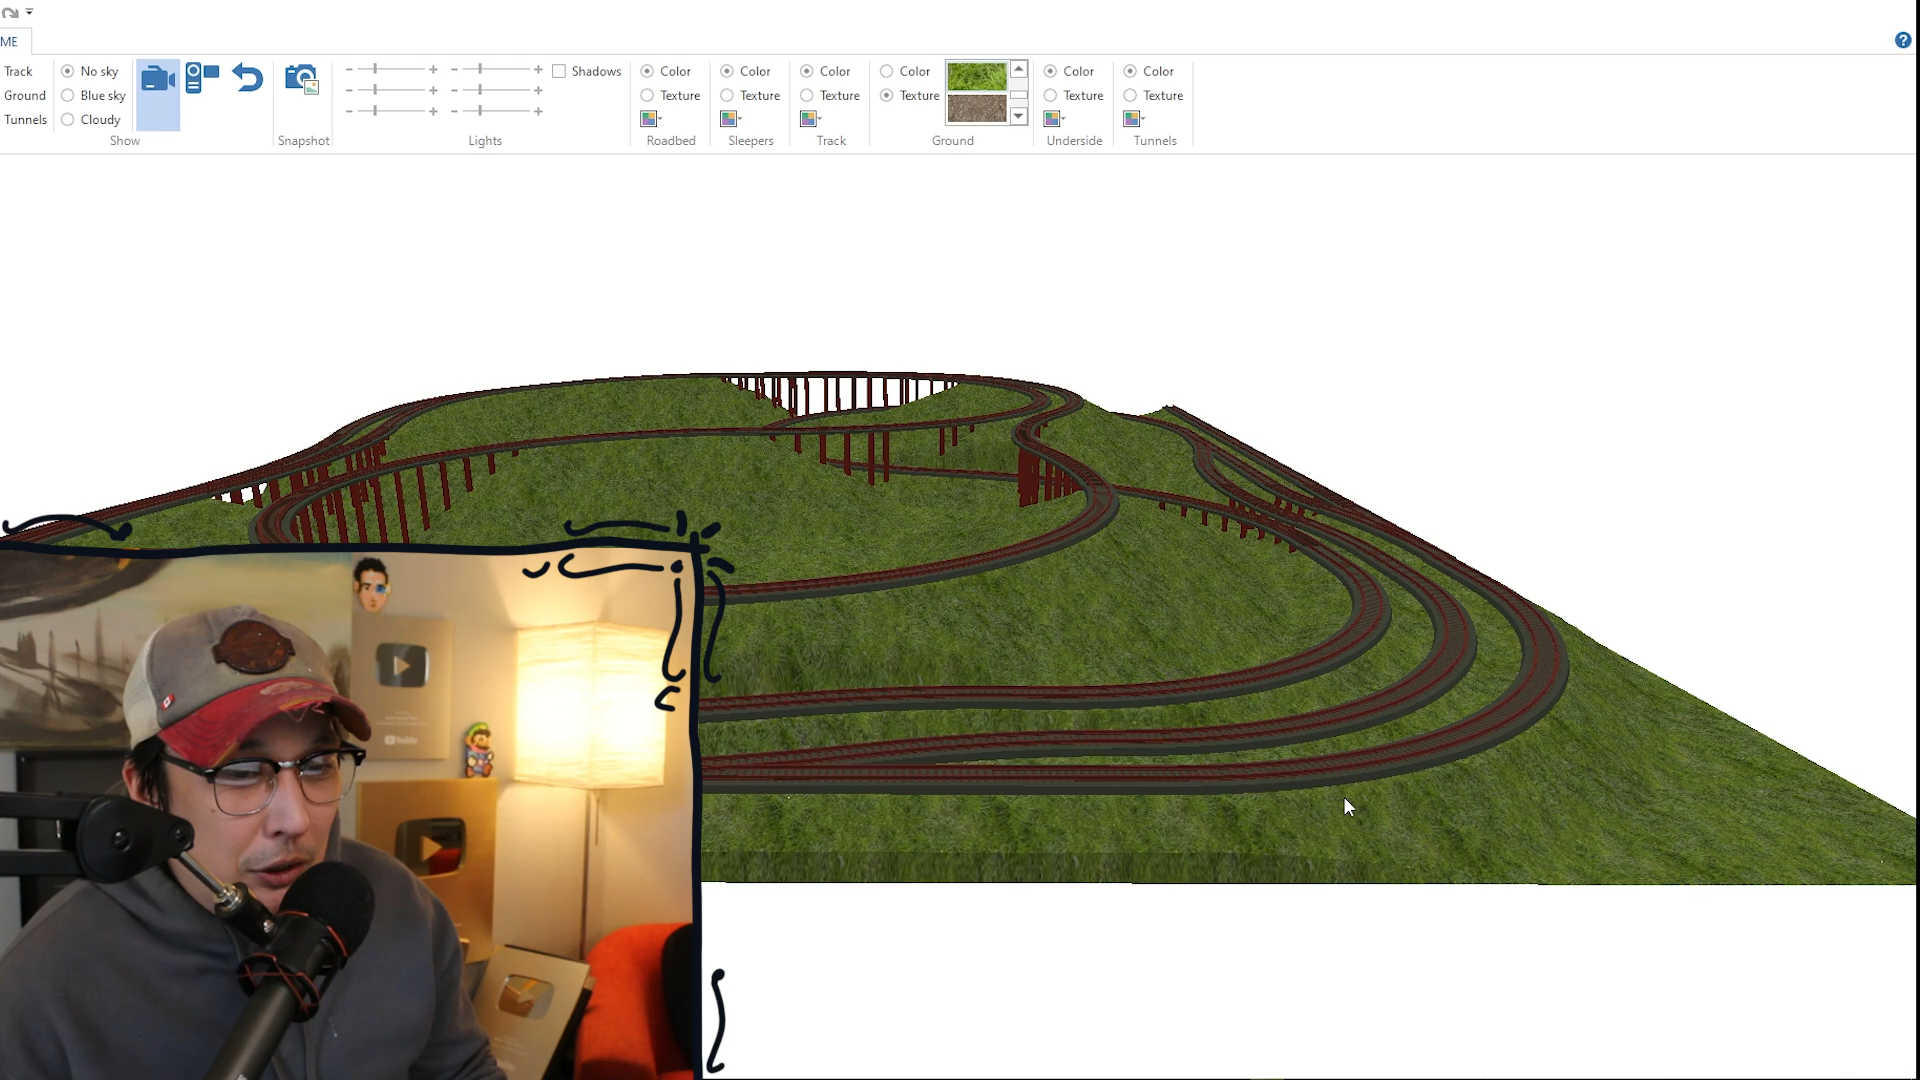 ME
Track
Ground
Tunnels
No sky
Blue sky
Cloudy
Show
Snapshot
Shadows
Lights
Color
Texture
Roadbed
Color
Texture
Sleepers
Color
Texture
Track
Color
Texture
Ground
Color
Texture
Underside
Color
Texture
Tunnels
?
YouTube